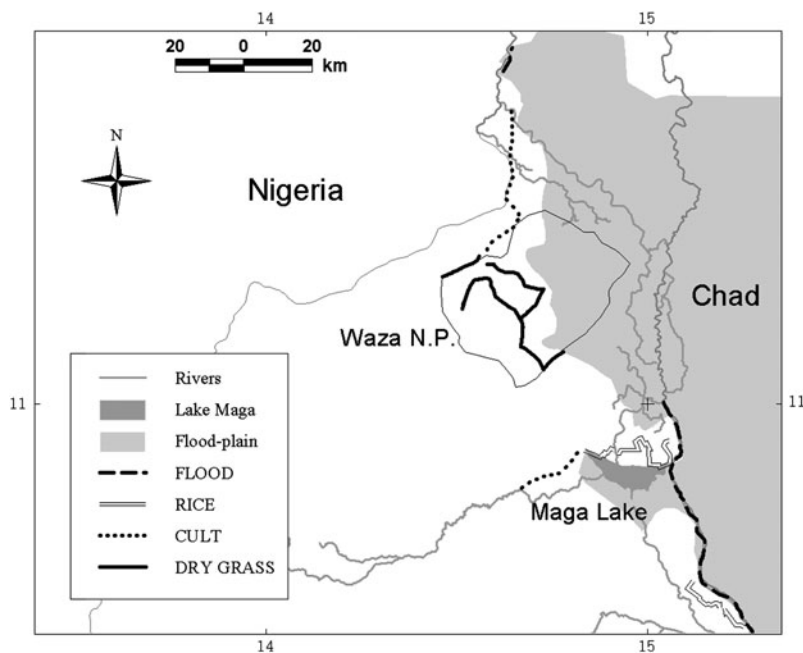 14
15
20
0
20
km
N
Nigeria
Chad
Waza N.P.
11
11
Rivers
Lake Maga
Flood-plain
FLOOD
RICE
CULT
DRY GRASS
Maga Lake
14
15